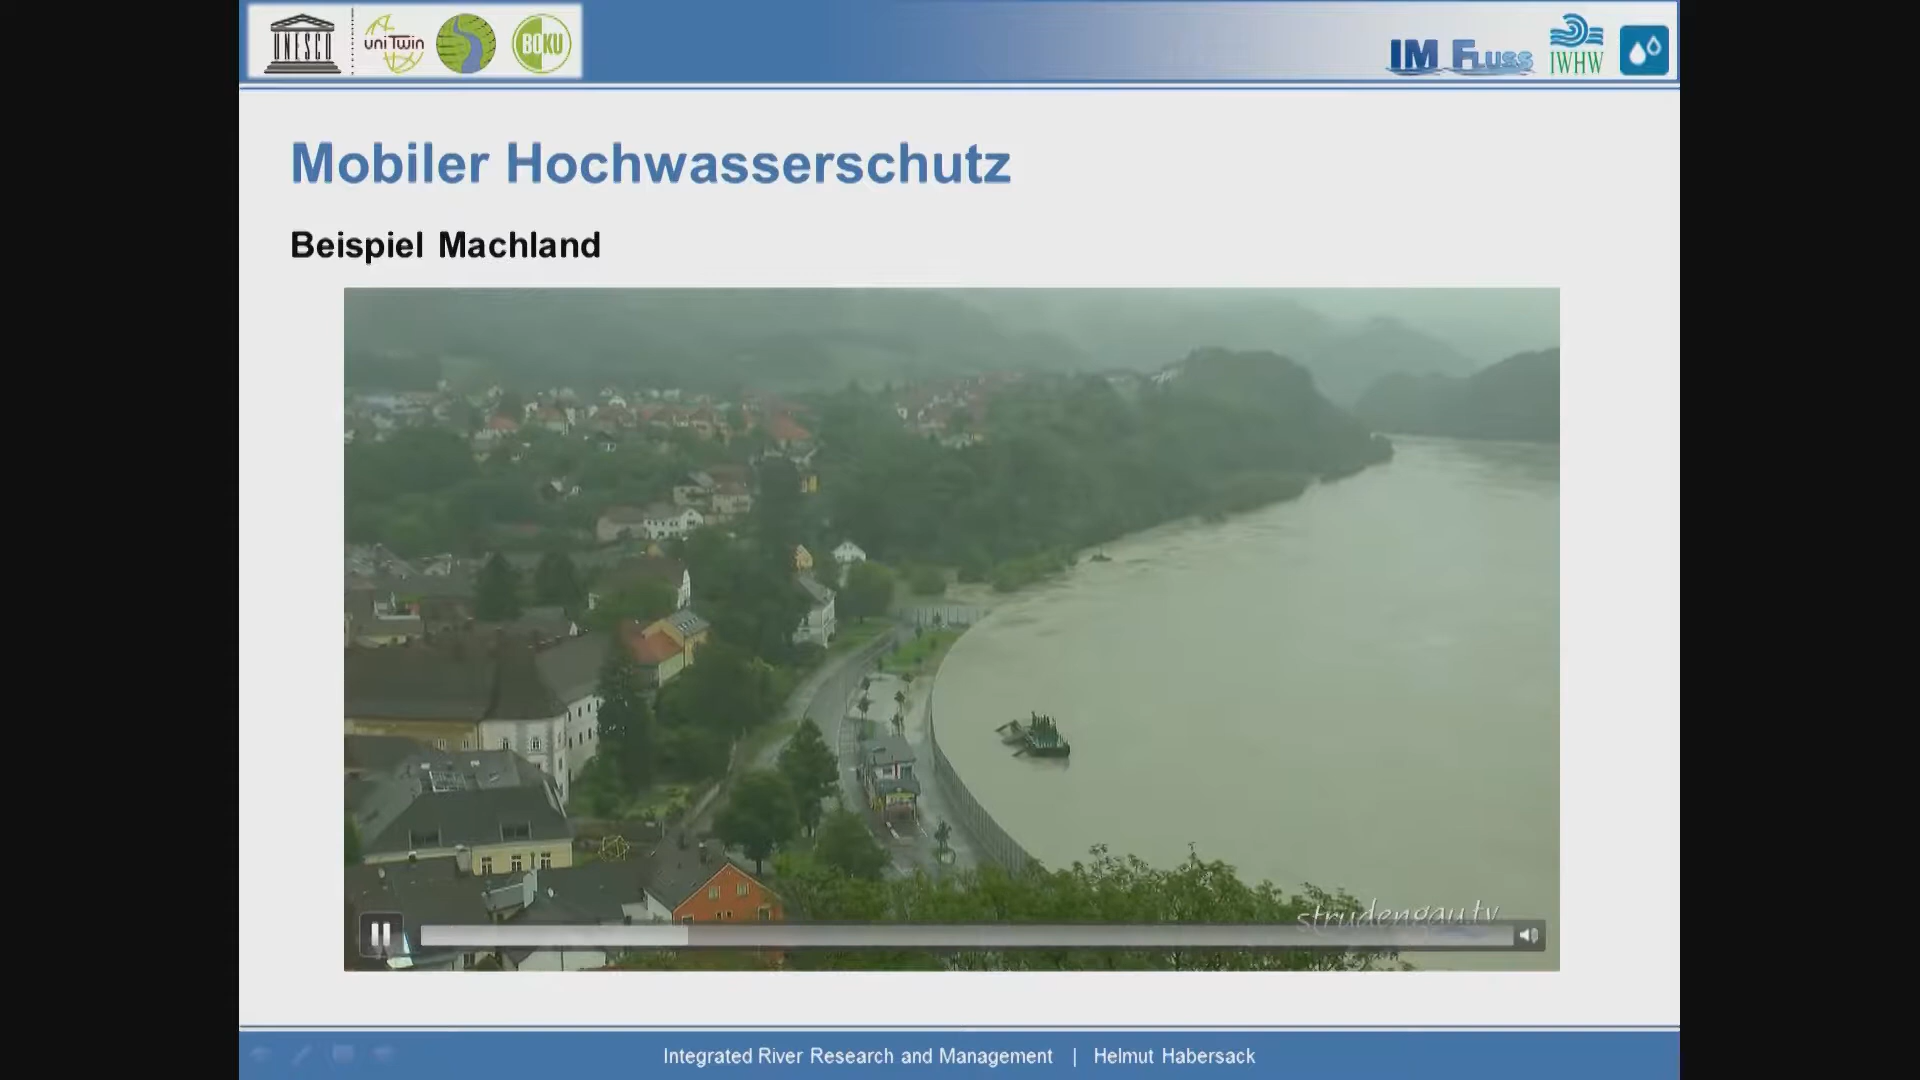 UNESCO
uniTwin
BOKU
IM Fluss
IWHW
Mobiler Hochwasserschutz
Beispiel Machland
strudengau.tv
Integrated River Research and Management | Helmut Habersack